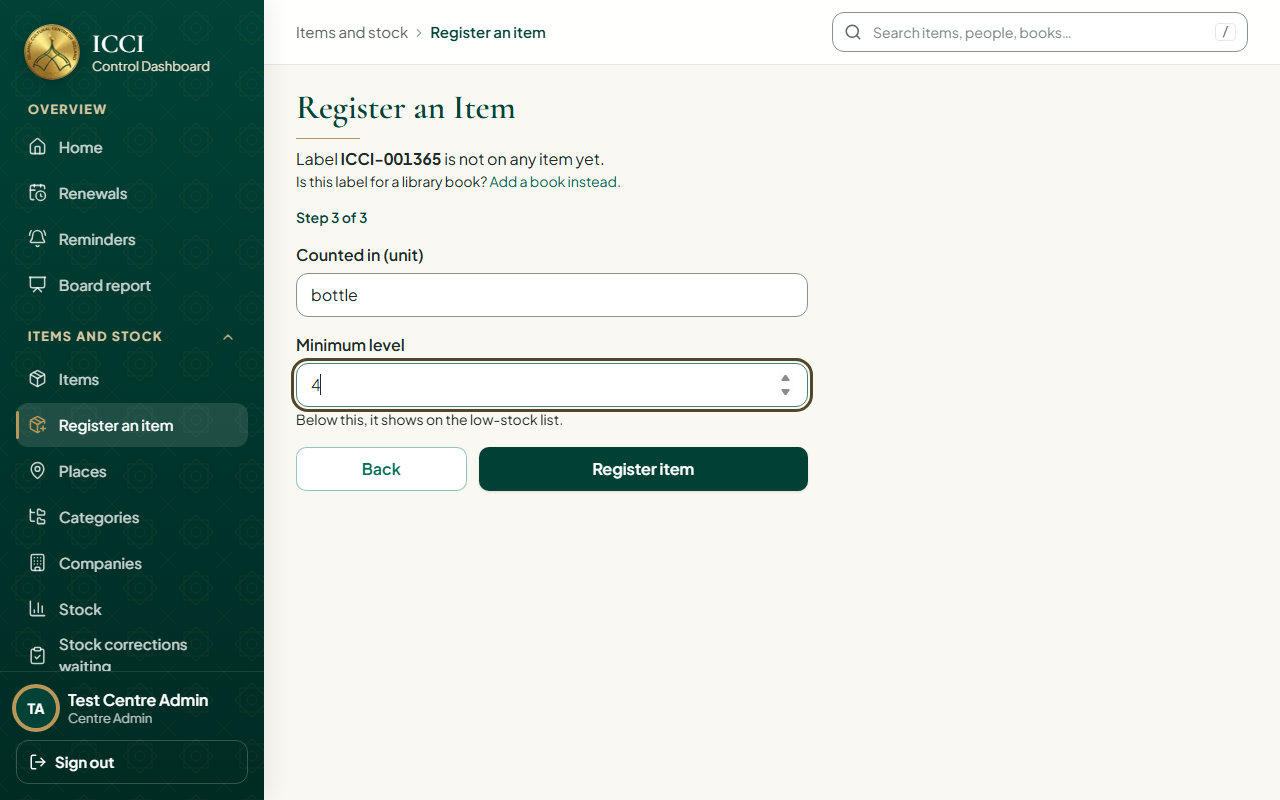 ICCI
Control Dashboard
OVERVIEW
Home
Renewals
Reminders
Board report
ITEMS AND STOCK
Items
Register an item
Places
Categories
Companies
Stock
Stock corrections
waiting
TA
Test Centre Admin
Centre Admin
Sign out
Items and stock > Register an item
Search items, people, books...
/
Register an Item
Label ICCI-001365 is not on any item yet.
Is this label for a library book? Add a book instead.
Step 3 of 3
Counted in (unit)
bottle
Minimum level
4
Below this, it shows on the low-stock list.
Back
Register item